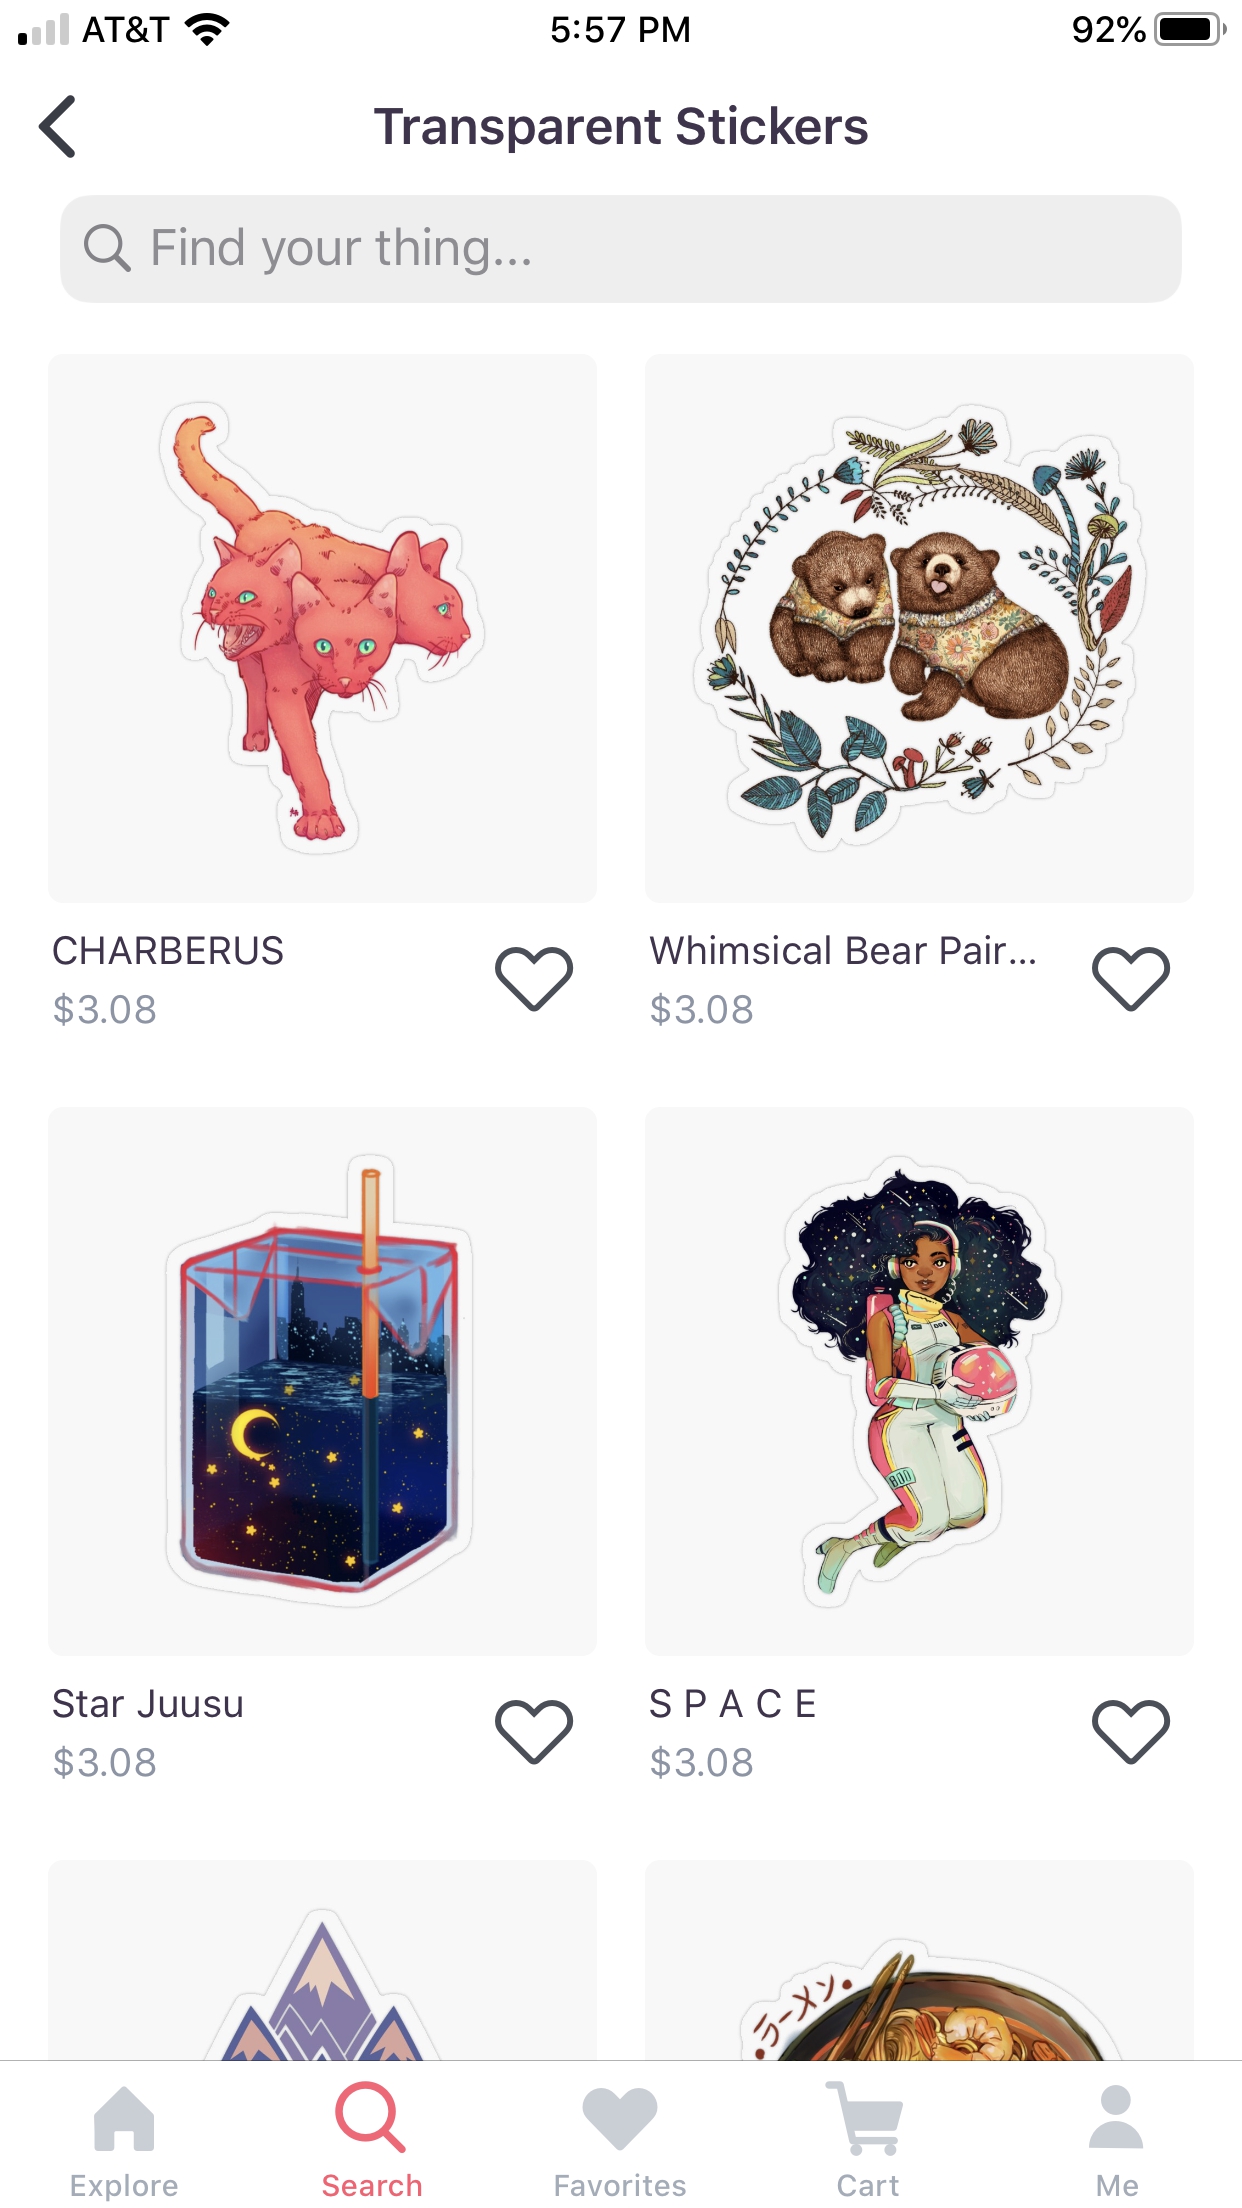 AT&T 5:57 PM 92%
Transparent Stickers
Find your thing...
CHARBERUS
$3.08
Whimsical Bear Pair...
$3.08
BOO
Star Juusu
$3.08
S P A C E
$3.08
ラーメン
Explore Search Favorites Cart Me